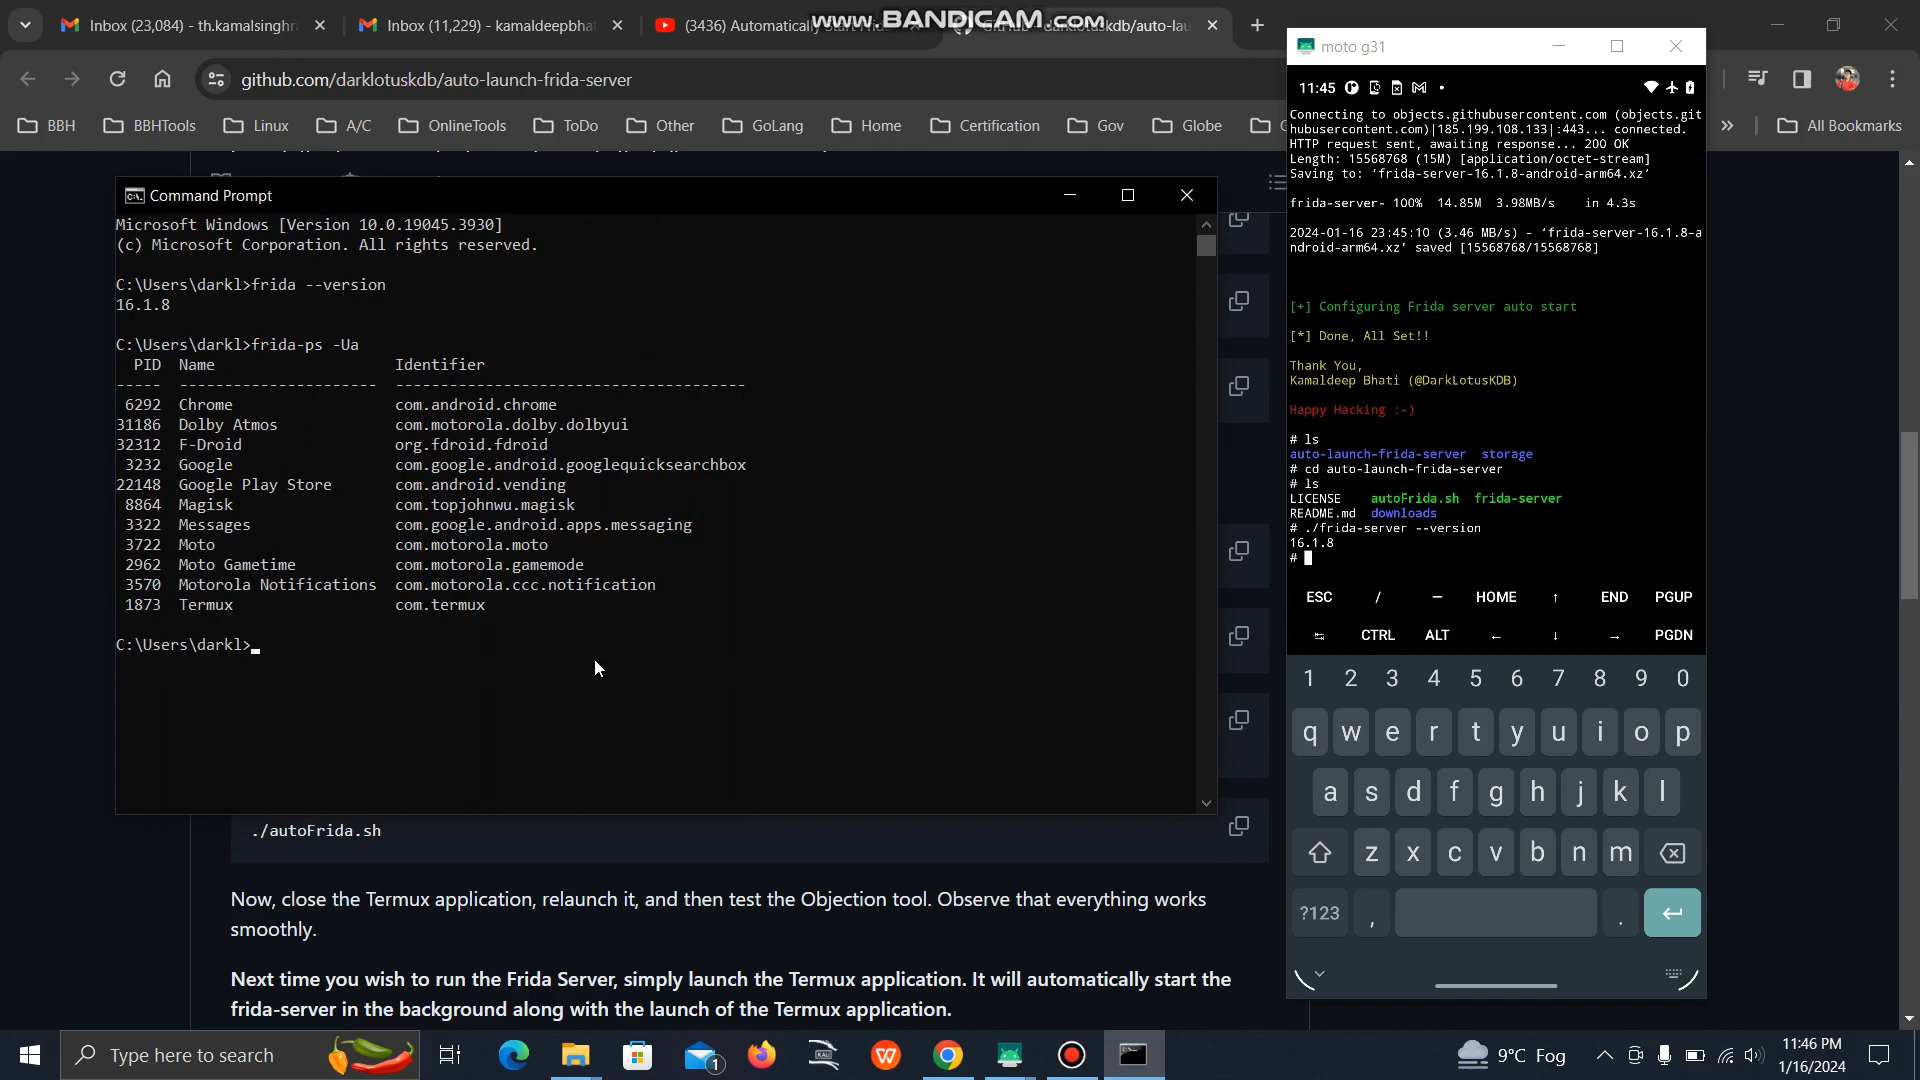 www.BANDICAM.com
Inbox (23,084) - th.kamalsinghr
Inbox (11,229) - kamaldeepbha
(3436) Automatically Start Frida
GitHub - darklotuskdb/auto-lau
github.com/darklotuskdb/auto-launch-frida-server
BBH
BBHTools
Linux
A/C
OnlineTools
ToDo
Other
GoLang
Home
Certification
Gov
Globe
All Bookmarks
Command Prompt
Microsoft Windows [Version 10.0.19045.3930]
(c) Microsoft Corporation. All rights reserved.
C:\Users\darkl>frida --version
16.1.8
C:\Users\darkl>frida-ps -Ua
PID Name Identifier
----- ---------------------- ---------------------------------------
6292 Chrome com.android.chrome
31186 Dolby Atmos com.motorola.dolby.dolbyui
32312 F-Droid org.fdroid.fdroid
3232 Google com.google.android.googlequicksearchbox
22148 Google Play Store com.android.vending
8864 Magisk com.topjohnwu.magisk
3322 Messages com.google.android.apps.messaging
3722 Moto com.motorola.moto
2962 Moto Gametime com.motorola.gamemode
3570 Motorola Notifications com.motorola.ccc.notification
1873 Termux com.termux
C:\Users\darkl>
./autoFrida.sh
Now, close the Termux application, relaunch it, and then test the Objection tool. Observe that everything works
smoothly.
Next time you wish to run the Frida Server, simply launch the Termux application. It will automatically start the
frida-server in the background along with the launch of the Termux application.
moto g31
11:45
Connecting to objects.githubusercontent.com (objects.git
hubusercontent.com)|185.199.108.133|:443... connected.
HTTP request sent, awaiting response... 200 OK
Length: 15568768 (15M) [application/octet-stream]
Saving to: ‘frida-server-16.1.8-android-arm64.xz’
frida-server- 100% 14.85M 3.98MB/s in 4.3s
2024-01-16 23:45:10 (3.46 MB/s) - ‘frida-server-16.1.8-a
ndroid-arm64.xz’ saved [15568768/15568768]
[+] Configuring Frida server auto start
[*] Done, All Set!!
Thank You,
Kamaldeep Bhati (@DarkLotusKDB)
Happy Hacking :-)
# ls
auto-launch-frida-server storage
# cd auto-launch-frida-server
# ls
LICENSE autoFrida.sh frida-server
README.md downloads
# ./frida-server --version
16.1.8
#
ESC / — HOME ↑ END PGUP
↹ CTRL ALT ← ↓ → PGDN
1 2 3 4 5 6 7 8 9 0
q w e r t y u i o p
a s d f g h j k l
z x c v b n m
?123 , .
Type here to search
1
9°C Fog
11:46 PM
1/16/2024